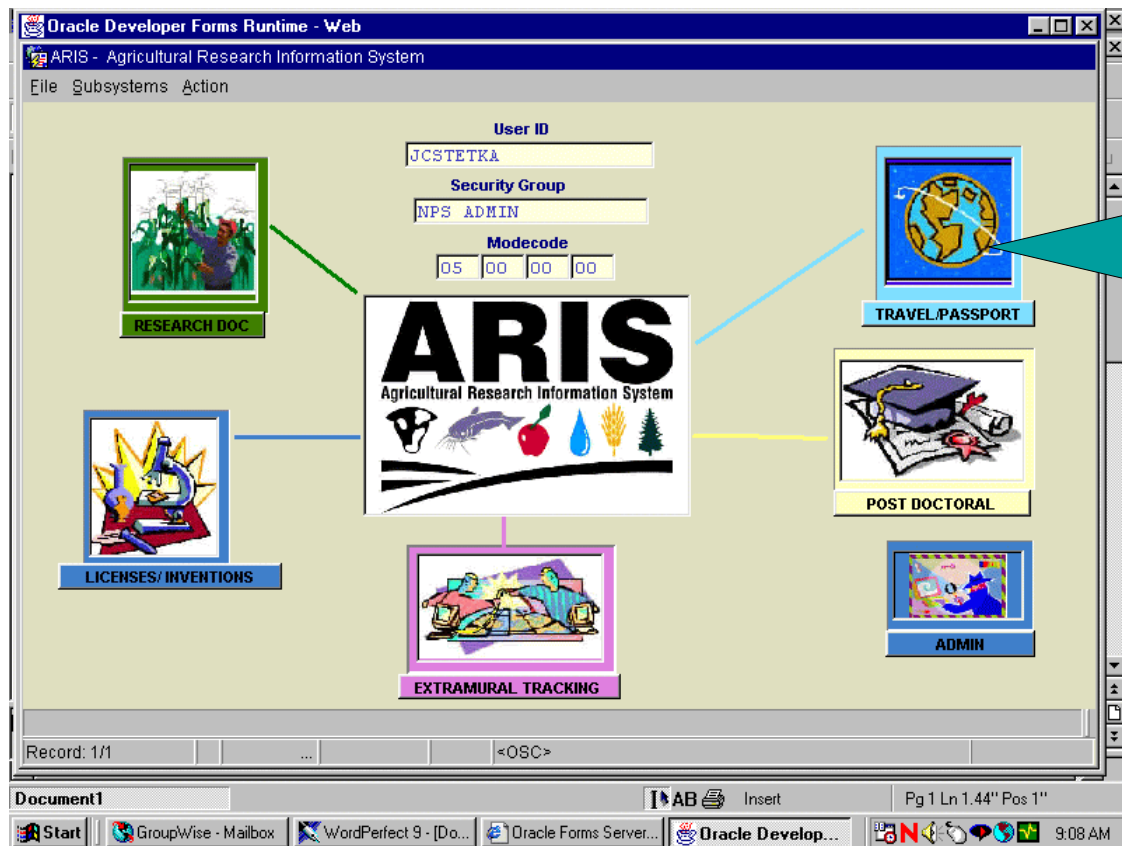 Oracle Developer Forms Runtime - Web
ARIS - Agricultural Research Information System
File Subsystems Action
User ID
JCSTETKA
Security Group
NPS ADMIN
Modecode
05 00 00 00
RESEARCH DOC
TRAVEL/PASSPORT
ARIS
Agricultural Research Information System
POST DOCTORAL
LICENSES/INVENTIONS
ADMIN
EXTRAMURAL TRACKING
Record: 1/1 ... <OSC>
Document1 AB Insert Pg 1 Ln 1.44" Pos 1"
Start GroupWise - Mailbox WordPerfect 9 - [Do... Oracle Forms Server... Oracle Develop... N 9:08 AM